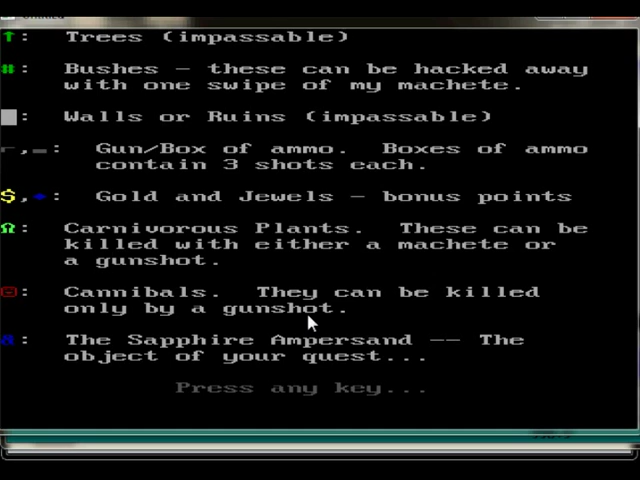 ↑: Trees (impassable)
#: Bushes — these can be hacked away
with one swipe of my machete.
█: Walls or Ruins (impassable)
⌐,▬: Gun/Box of ammo. Boxes of ammo
contain 3 shots each.
$,♦: Gold and Jewels — bonus points
Ω: Carnivorous Plants. These can be
killed with either a machete or
a gunshot.
: Cannibals. They can be killed
only by a gunshot.
a: The Sapphire Ampersand —— The
object of your quest...
Press any key...